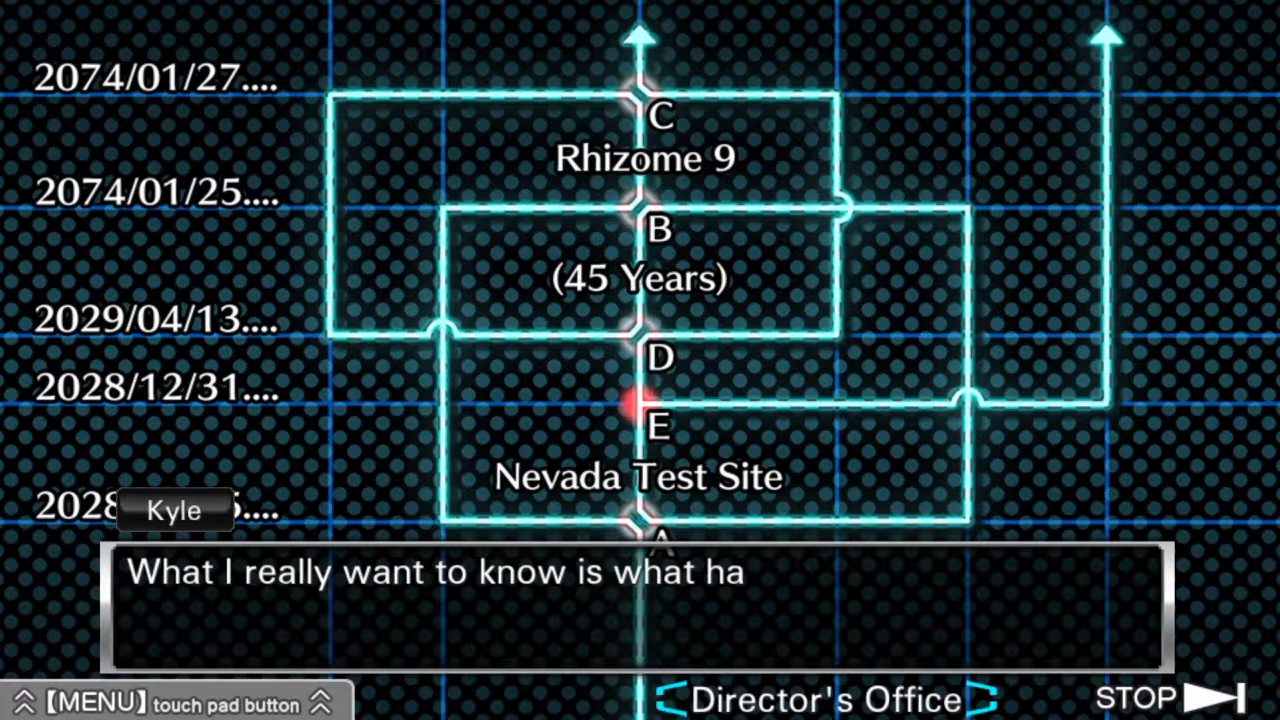 2074/01/27....
C
Rhizome 9
2074/01/25....
B
(45 Years)
2029/04/13....
D
2028/12/31....
E
Nevada Test Site
2028
....
A
Kyle
What I really want to know is what ha
【MENU】touch pad button
Director's Office
STOP